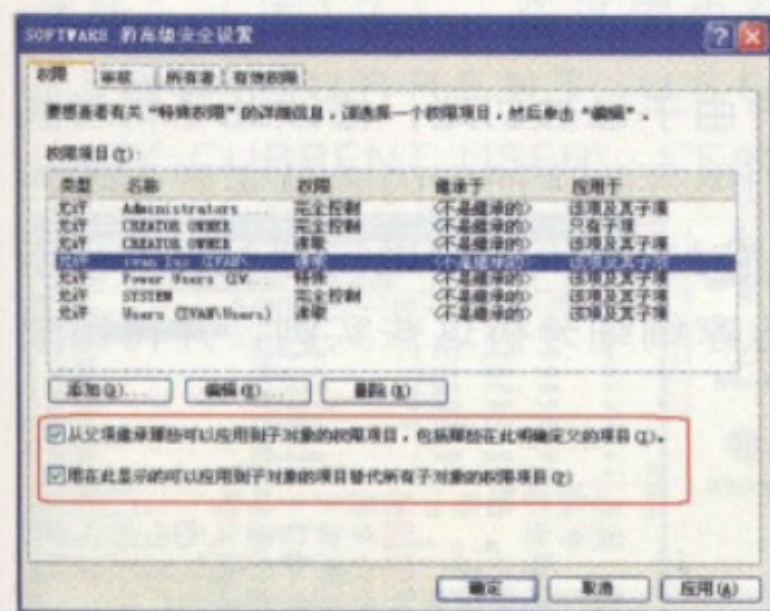 SOFTWARE 的高级安全设置
权限 审核 所有者 有效权限
要想查看有关“特殊权限”的详细信息，请选择一个权限项目，然后单击“编辑”。
权限项目(T):
类型 名称 权限 继承于 应用于
允许 Administrators ... 完全控制 <不是继承的> 该项及其子项
允许 CREATOR OWNER 完全控制 <不是继承的> 只有子项
允许 CREATOR OWNER 读取 <不是继承的> 该项及其子项
允许 读取 <不是继承的> 该项及其子项
允许 Power Users (IV... 特殊 <不是继承的> 该项及其子项
允许 SYSTEM 完全控制 <不是继承的> 该项及其子项
允许 Users (IVAN\Users) 读取 <不是继承的> 该项及其子项
添加(D)... 编辑(E)... 删除(R)
从父项继承那些可以应用到子对象的权限项目，包括那些在此明确定义的项目(I)。
用在此显示的可以应用到子对象的项目替代所有子对象的权限项目(P)
确定 取消 应用(A)